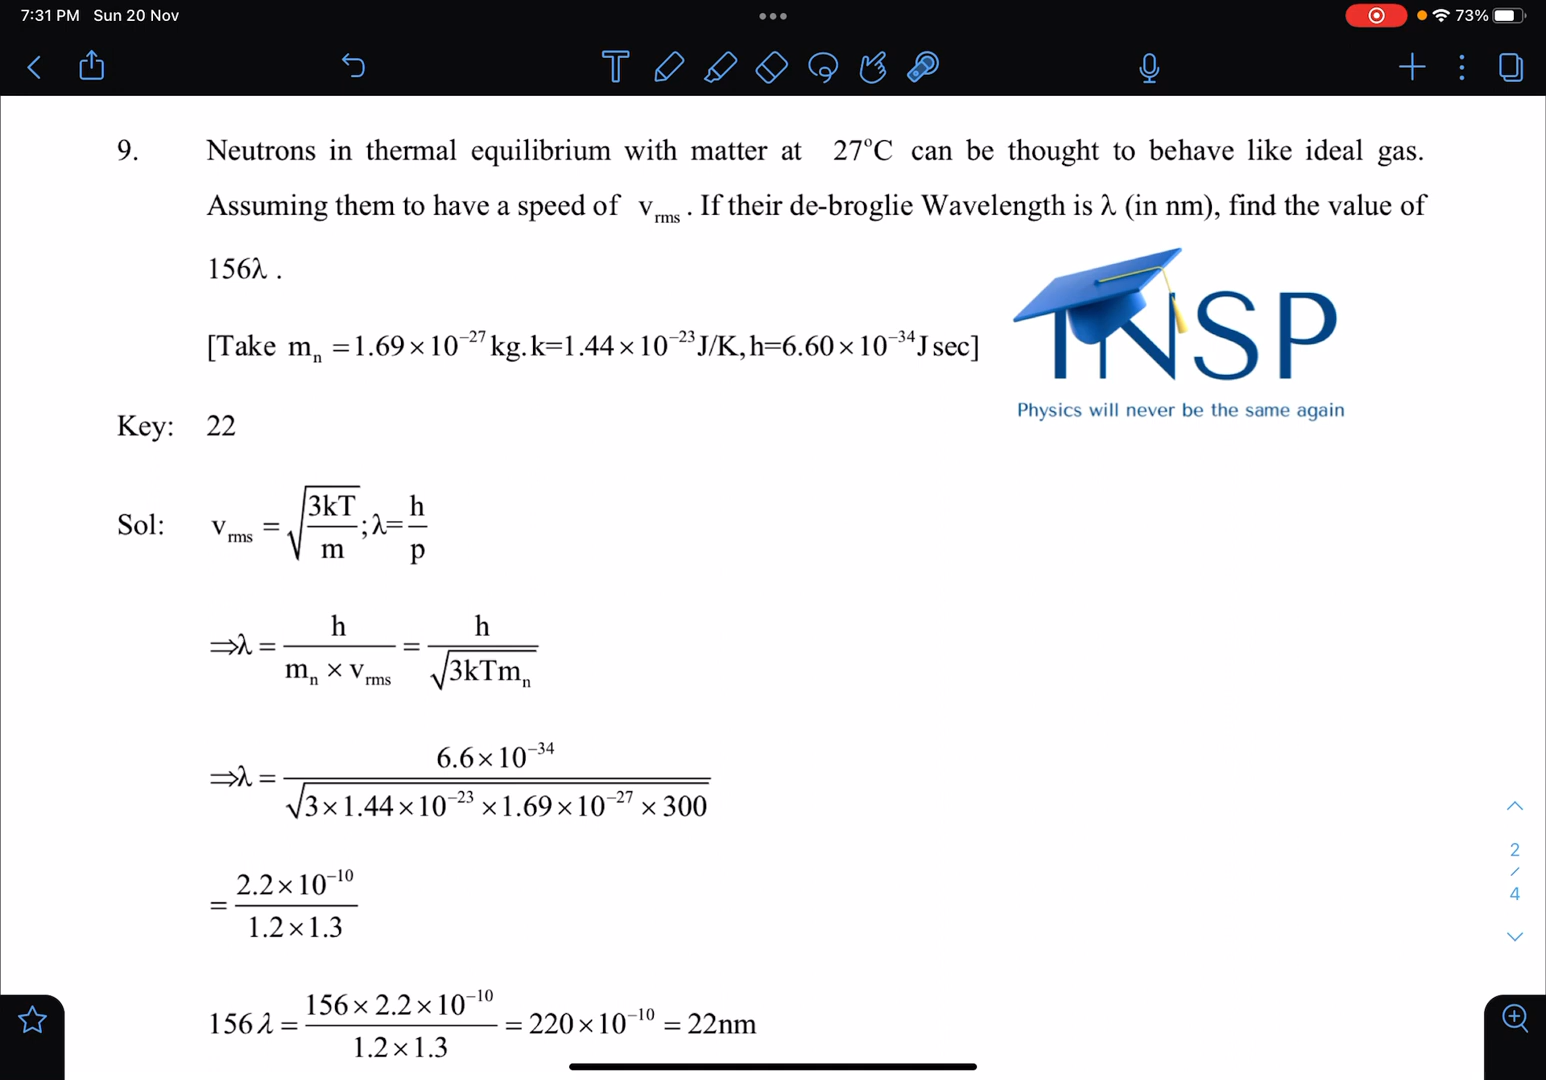 7:31 PM Sun 20 Nov
73%
9. Neutrons in thermal equilibrium with matter at 27°C can be thought to behave like ideal gas.
Assuming them to have a speed of v_rms. If their de-broglie Wavelength is λ (in nm), find the value of
156λ.
[Take m_n = 1.69 × 10⁻²⁷ kg. k=1.44 × 10⁻²³ J/K, h=6.60 × 10⁻³⁴ J sec]
INSP
Physics will never be the same again
Key: 22
Sol: v_rms = √(3kT/m) ; λ= h/p
⇒λ = h/(m_n × v_rms) = h/√(3kTm_n)
⇒λ = 6.6×10⁻³⁴/√(3×1.44×10⁻²³×1.69×10⁻²⁷×300)
= 2.2×10⁻¹⁰/(1.2×1.3)
156λ = 156×2.2×10⁻¹⁰/(1.2×1.3) = 220×10⁻¹⁰ = 22nm
2
/
4